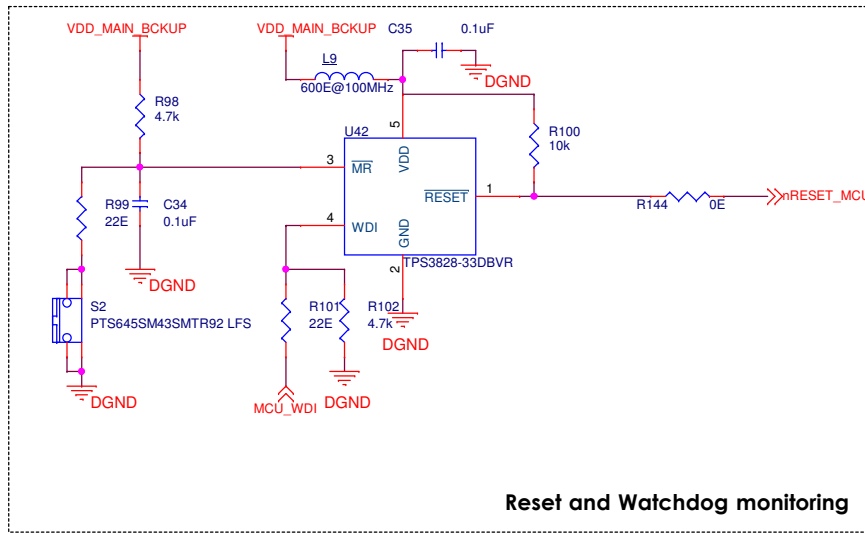 VDD_MAIN_BCKUP
VDD_MAIN_BCKUP
C35
0.1uF
L9
DGND
600E@100MHz
R98
4.7k
R100
10k
U42
5
VDD
3
MR
R99
22E
C34
0.1uF
RESET
1
4
WDI
GND
R144
0E
nRESET_MCU
TPS3828-33DBVR
2
DGND
S2
PTS645SM43SMTR92 LFS
R101
22E
R102
4.7k
DGND
DGND
DGND
MCU_WDI
Reset and Watchdog monitoring